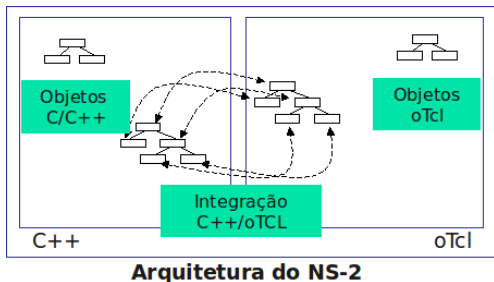 Objetos
C/C++
Objetos
oTcl
Integração
C++/oTCL
C++
oTcl
Arquitetura do NS-2